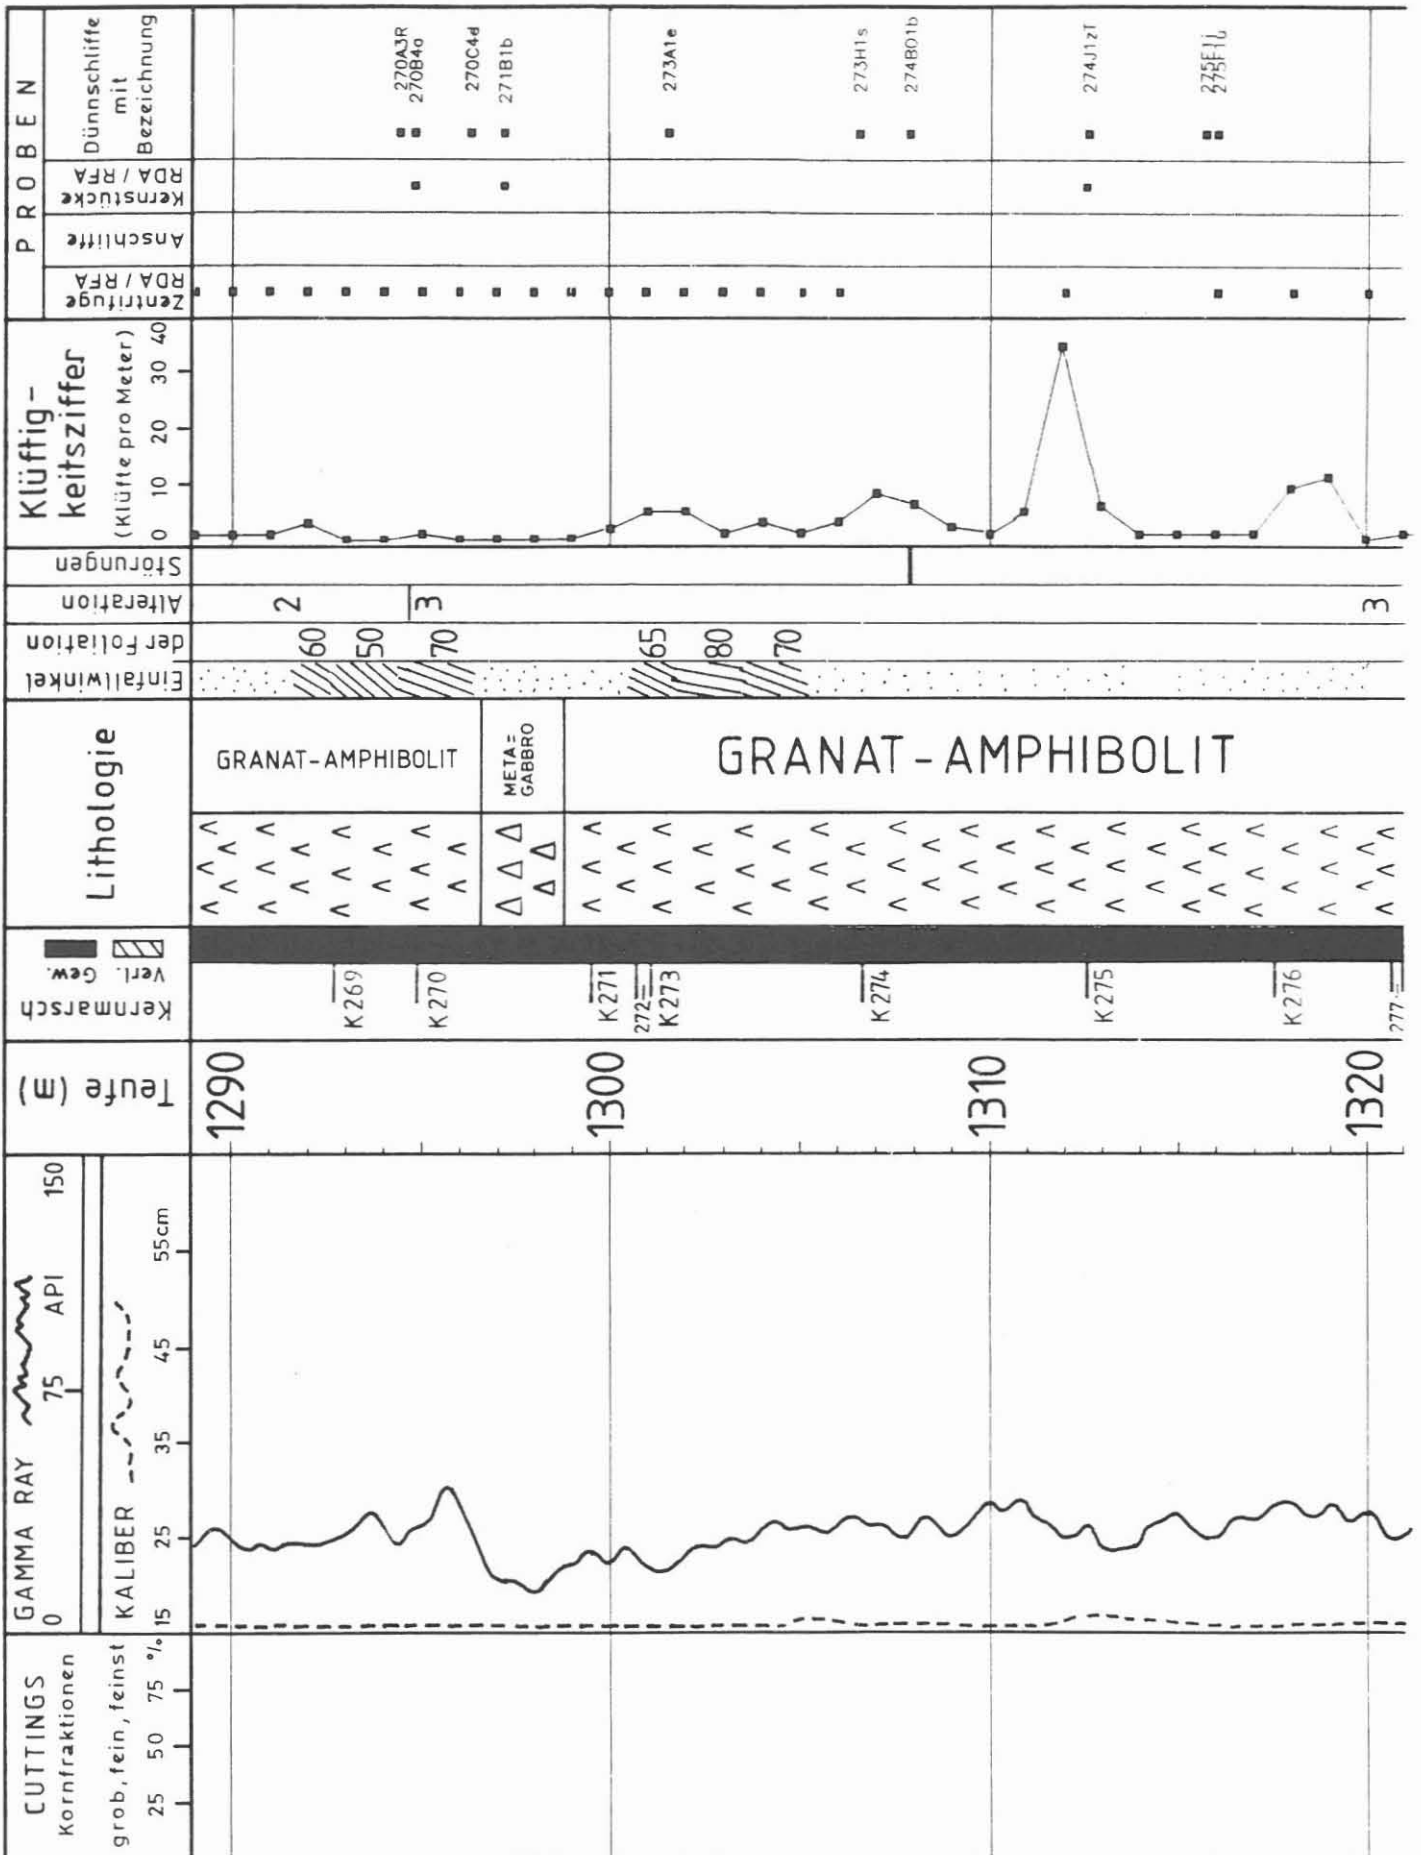 PROBEN
Dünnschliffe
mit
Bezeichnung
270A3R
270B4a
270C4d
271B1b
273A1e
273H1s
274B01b
274J1zT
Kernstücke
RDA / RFA
Anschliffe
Zentrifuge
RDA / RFA
Klüftig-
keitsziffer
(Klüfte pro Meter)
0 10 20 30 40
Störungen
Alteration
2
3
3
Einfallwinkel
der Foliation
60
50
70
65
80
70
Lithologie
GRANAT-AMPHIBOLIT
META=
GABBRO
GRANAT-AMPHIBOLIT
Kernmarsch
Verl. Gew.
K269
K270
K271
272=
K273
K274
K275
K276
277=
Teufe (m)
1290
1300
1310
1320
GAMMA RAY
0 75 API 150
KALIBER
15 25 35 45 55cm
CUTTINGS
Kornfraktionen
grob, fein, feinst
25 50 75 %